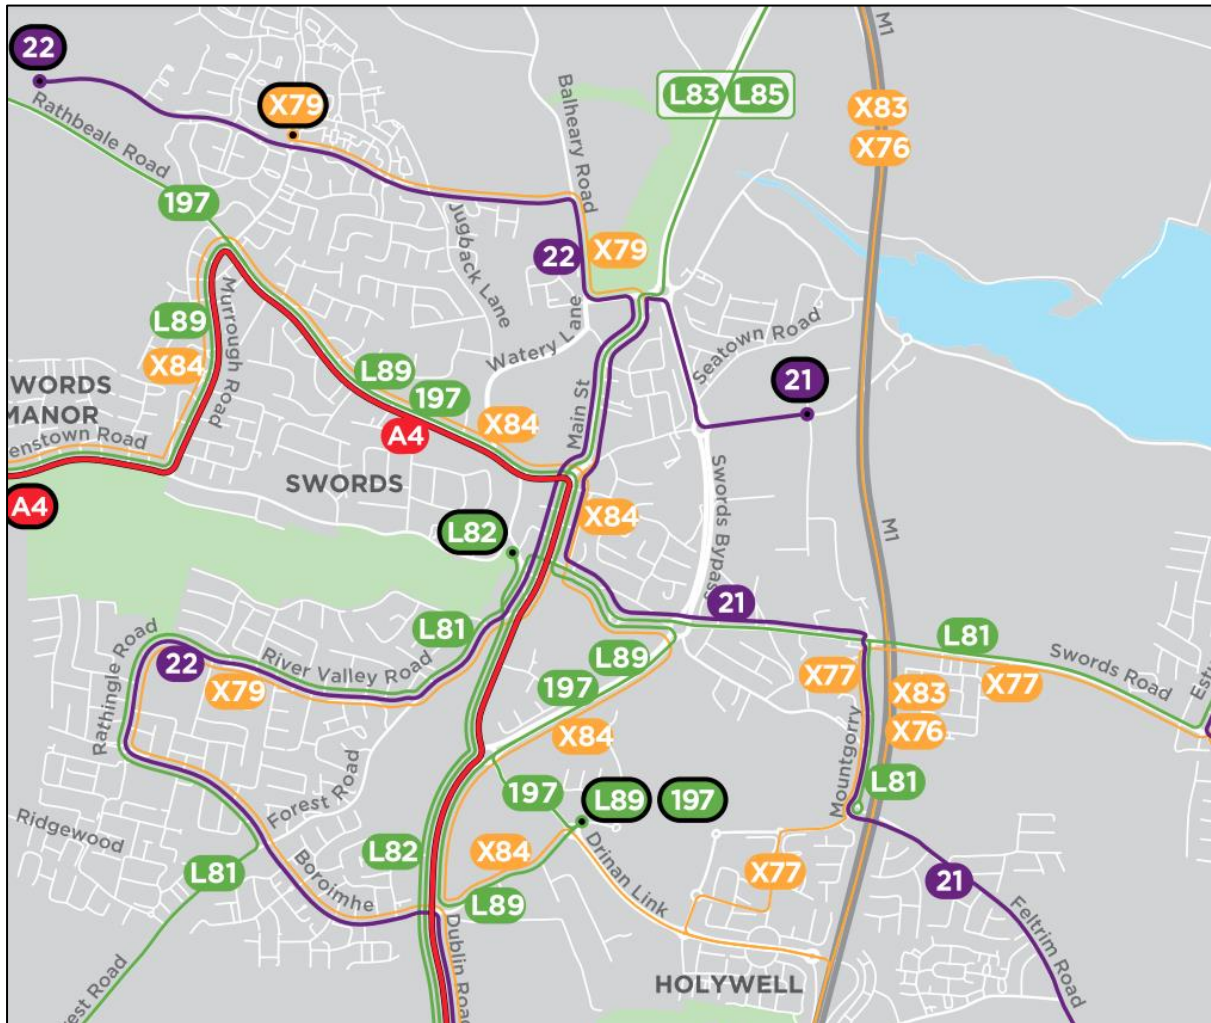 22
X79
Rathbeale Road
197
Balheary Road
L83 L85
M1
X83
X76
Jugback Lane
22
X79
Murrough Road
L89
X84
Watery Lane
Seatown Road
21
WORDS
MANOR
enstown Road
A4
L89
197
A4
X84
Main St
SWORDS
L82
X84
Swords Bypass
M1
21
L81
L81
X77
Swords Road
Est
Rathingle Road
22
River Valley Road
X79
L89
197
X84
X77
X83
X76
Mountgorry
L81
Ridgewood
Forest Road
L81
Boroimhe
L82
197
L89 197
X84
L89
Drinan Link
X77
21
Feltrim Road
est Road
Dublin Roa
HOLYWELL